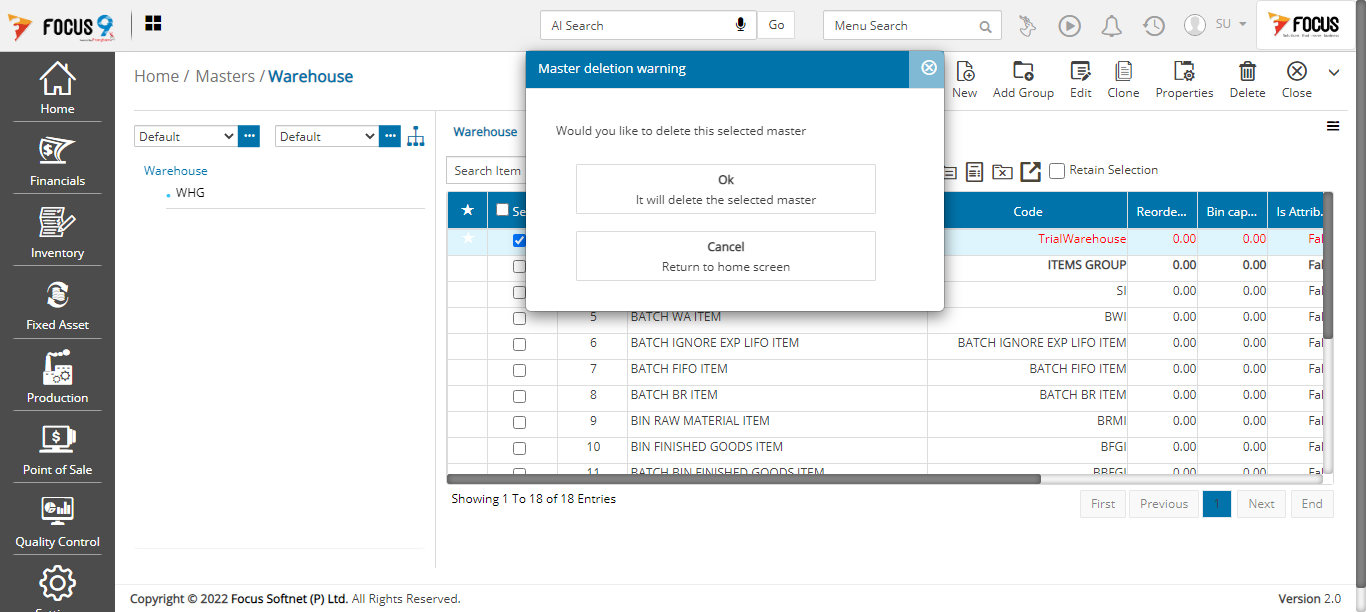 FOCUS 9
AI Search
Go
Menu Search
SU
FOCUS
Home
Financials
Inventory
Fixed Asset
Production
Point of Sale
Quality Control
Home / Masters / Warehouse
New
Add Group
Edit
Clone
Properties
Delete
Close
Default
Default
Warehouse
WHG
Warehouse
Search Item
Retain Selection
Master deletion warning
Would you like to delete this selected master
Ok
It will delete the selected master
Cancel
Return to home screen
Se Code Reorde... Bin cap... Is Attrib.
TrialWarehouse 0.00 0.00 Fal
ITEMS GROUP 0.00 0.00 Fal
SI 0.00 0.00 Fal
5 BATCH WA ITEM BWI 0.00 0.00 Fal
6 BATCH IGNORE EXP LIFO ITEM BATCH IGNORE EXP LIFO ITEM 0.00 0.00 Fal
7 BATCH FIFO ITEM BATCH FIFO ITEM 0.00 0.00 Fal
8 BATCH BR ITEM BATCH BR ITEM 0.00 0.00 Fal
9 BIN RAW MATERIAL ITEM BRMI 0.00 0.00 Fal
10 BIN FINISHED GOODS ITEM BFGI 0.00 0.00 Fal
11 BATCH BIN FINISHED GOODS ITEM BBFGI 0.00 0.00 Fal
Showing 1 To 18 of 18 Entries
First
Previous
1
Next
End
Copyright © 2022 Focus Softnet (P) Ltd. All Rights Reserved.
Version 2.0